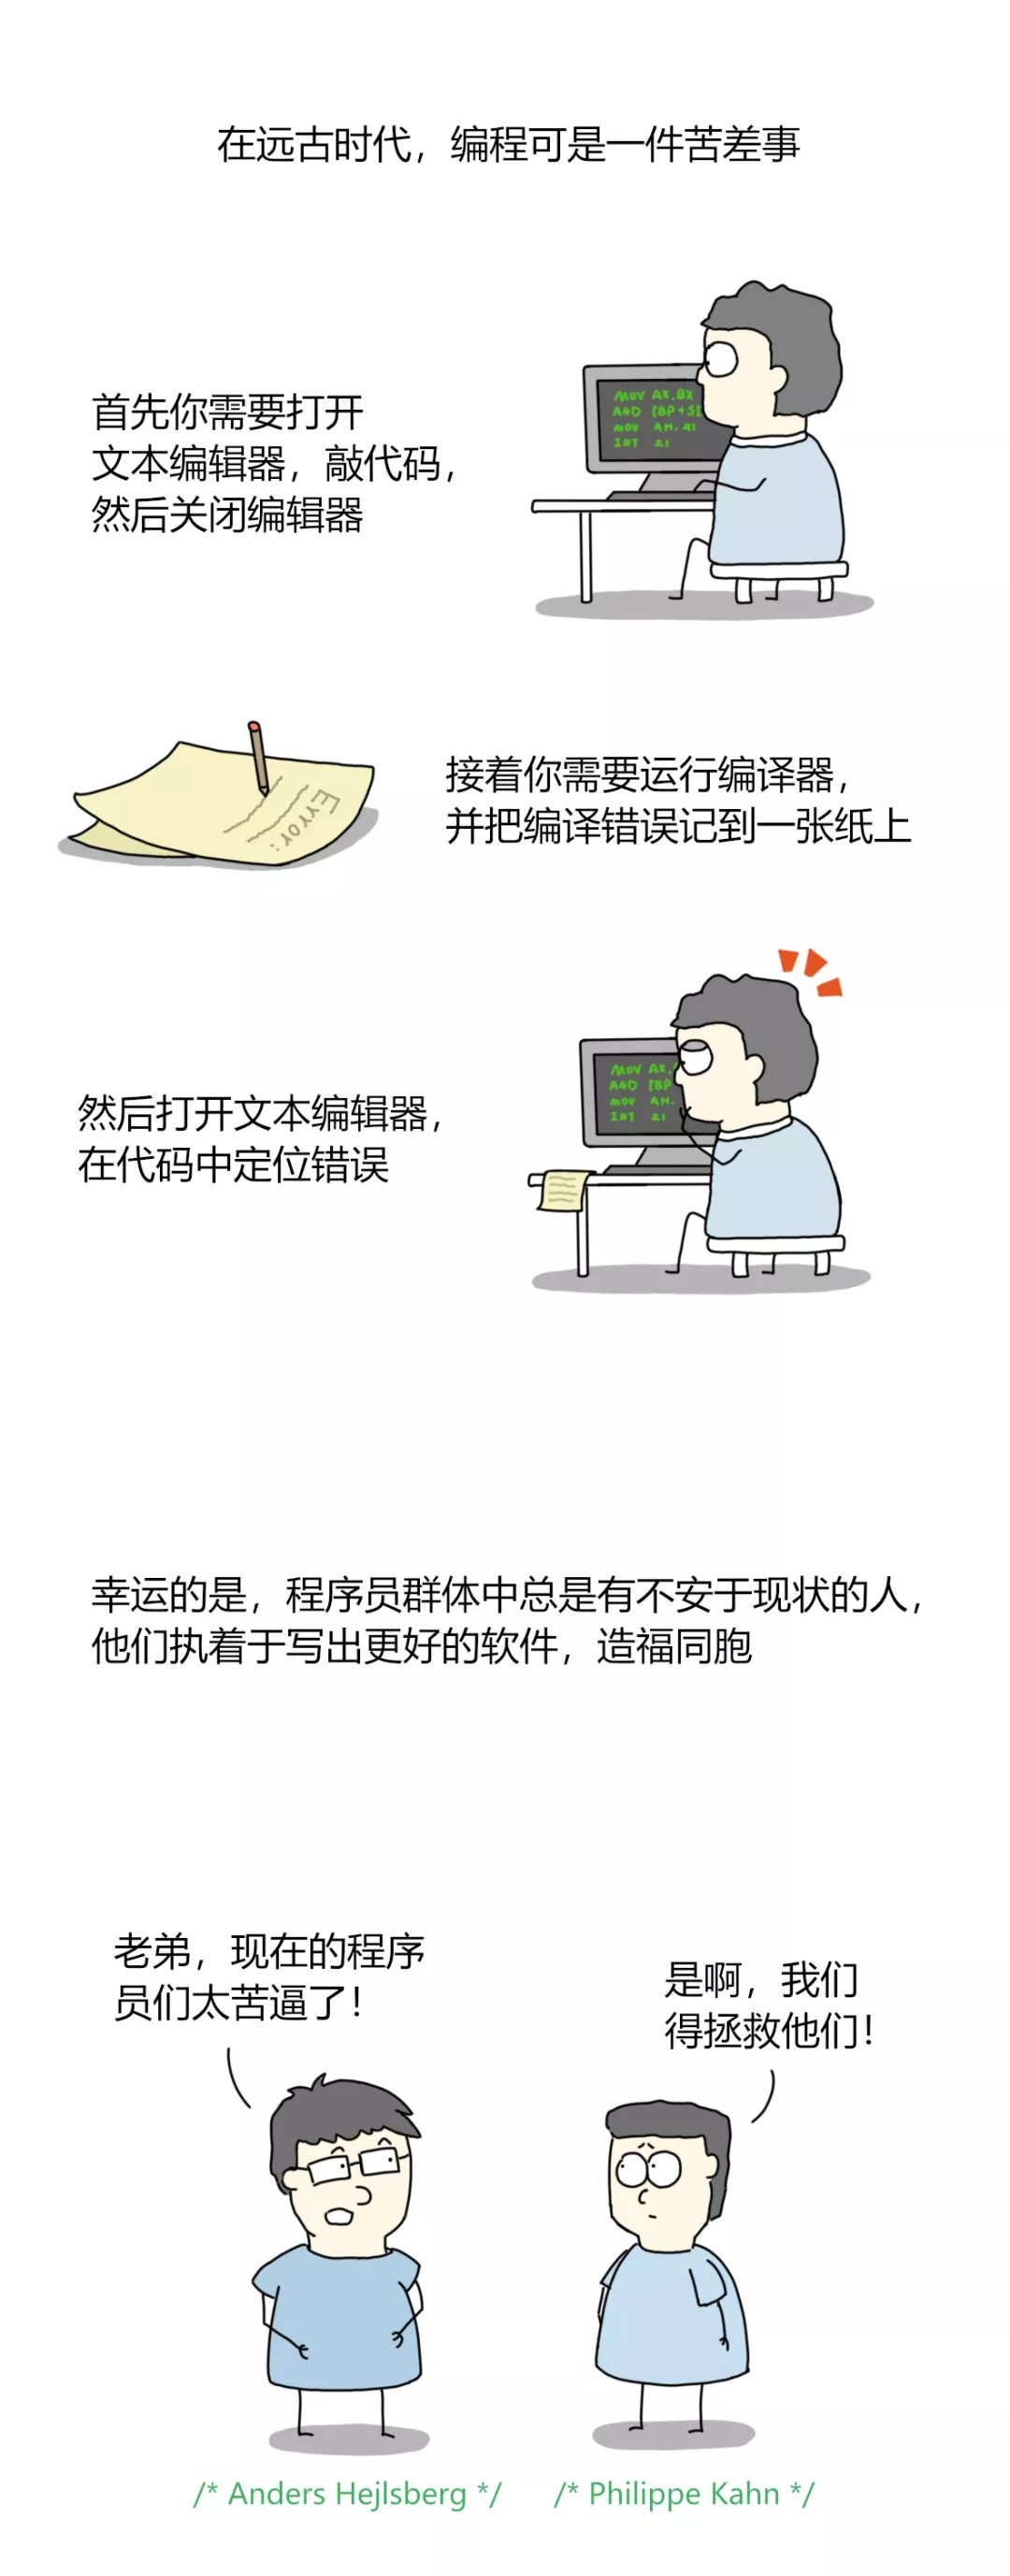 在远古时代，编程可是一件苦差事
首先你需要打开
文本编辑器，敲代码，
然后关闭编辑器
MOV AX.BX
AND [BP+S[
MOV AH.41
INT 21
接着你需要运行编译器，
并把编译错误记到一张纸上
Error:
然后打开文本编辑器，
在代码中定位错误
MOV AX.
AND [BP
MOV AH.
INT 21
幸运的是，程序员群体中总是有不安于现状的人，
他们执着于写出更好的软件，造福同胞
老弟，现在的程序
员们太苦逼了！
是啊，我们
得拯救他们！
/* Anders Hejlsberg */
/* Philippe Kahn */